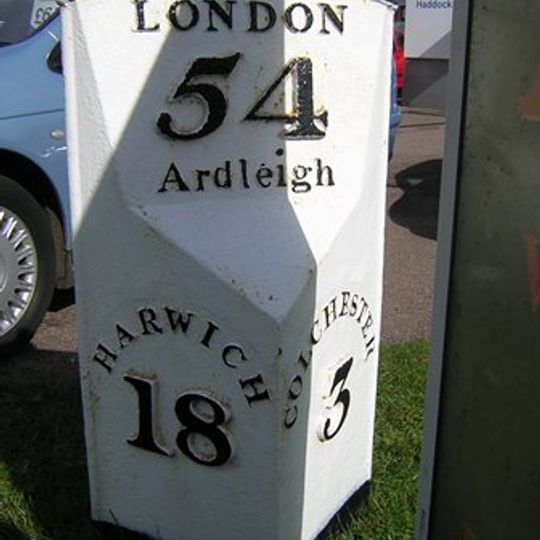 LONDON
54
Ardleigh
HARWICH
18
COLCHESTER
3
Haddock